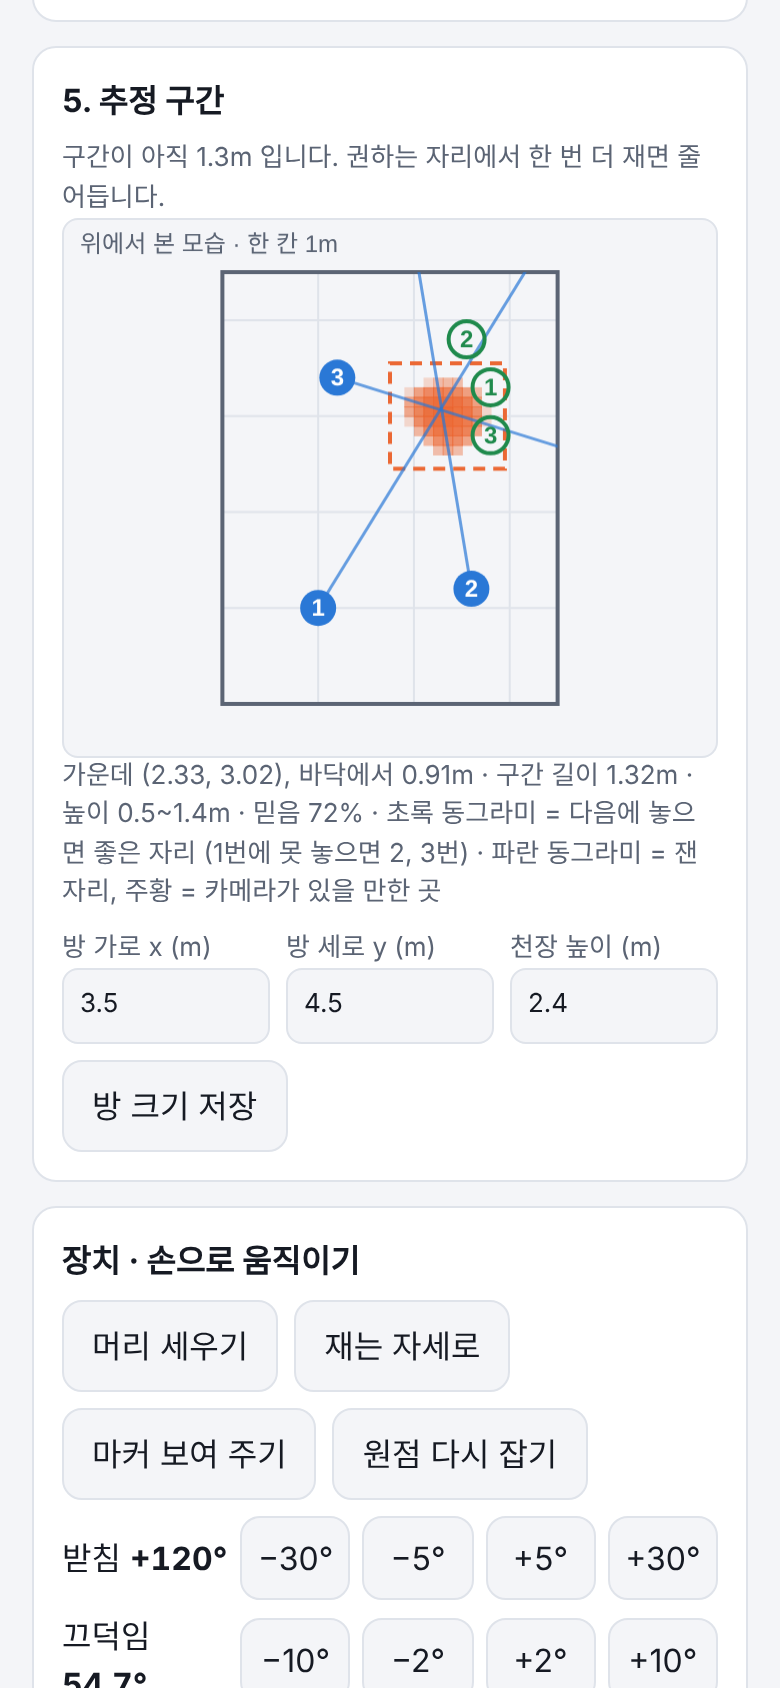 5. 추정 구간
구간이 아직 1.3m 입니다. 권하는 자리에서 한 번 더 재면 줄
어듭니다.
위에서 본 모습 · 한 칸 1m
2
3
1
3
2
1
가운데 (2.33, 3.02), 바닥에서 0.91m · 구간 길이 1.32m ·
높이 0.5~1.4m · 믿음 72% · 초록 동그라미 = 다음에 놓으
면 좋은 자리 (1번에 못 놓으면 2, 3번) · 파란 동그라미 = 잰
자리, 주황 = 카메라가 있을 만한 곳
방 가로 x (m) 방 세로 y (m) 천장 높이 (m)
3.5 4.5 2.4
방 크기 저장
장치 · 손으로 움직이기
머리 세우기 재는 자세로
마커 보여 주기 원점 다시 잡기
받침 +120° −30° −5° +5° +30°
끄덕임
−10° −2° +2° +10°
54.7°